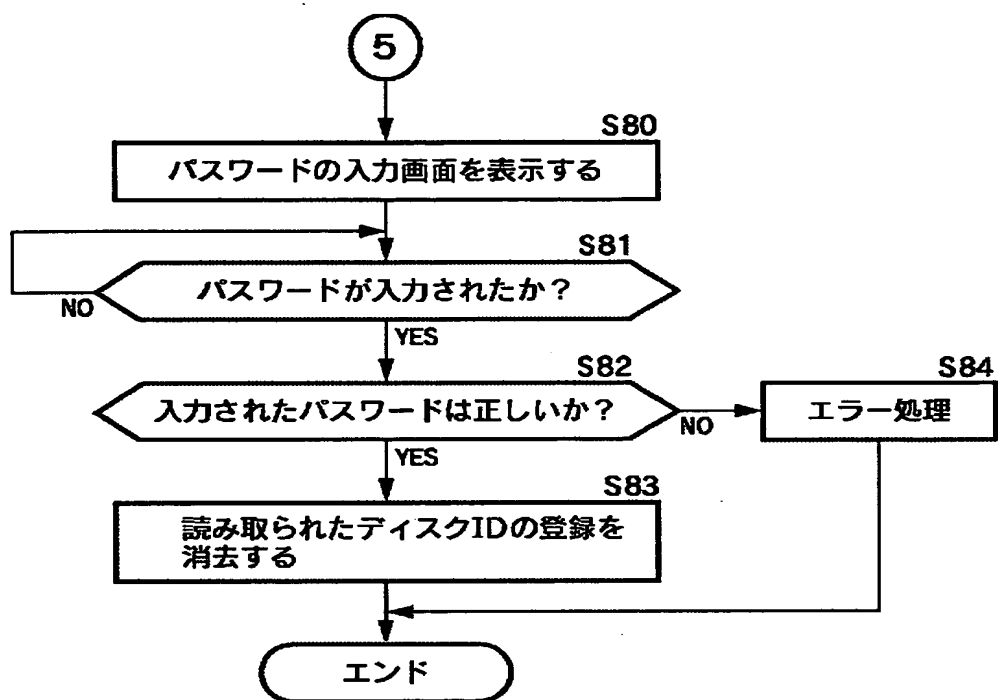 5
S80
パスワードの入力画面を表示する
S81
パスワードが入力されたか？
NO
YES
S82
入力されたパスワードは正しいか？
NO
S84
エラー処理
YES
S83
読み取られたディスクIDの登録を
消去する
エンド